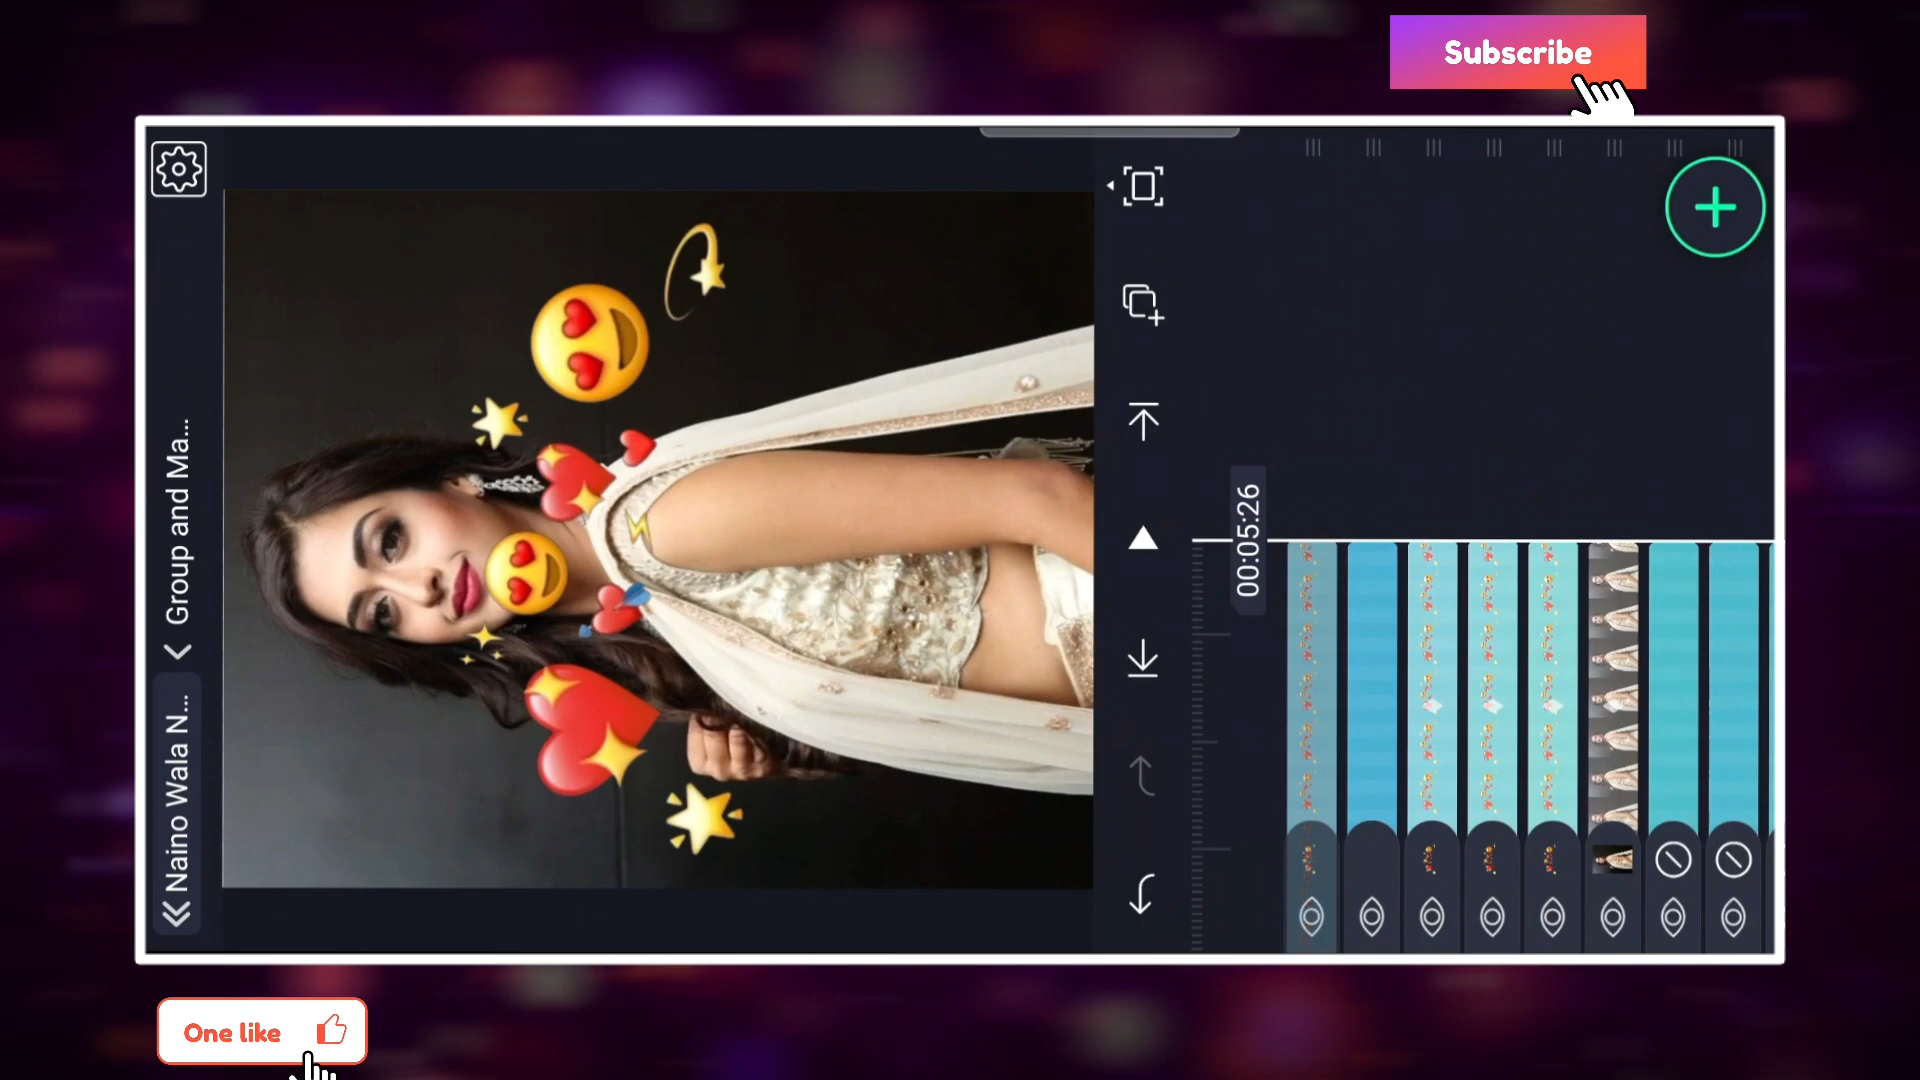 Subscribe
Naino Wala N...
Group and Ma...
00:05:26
One like